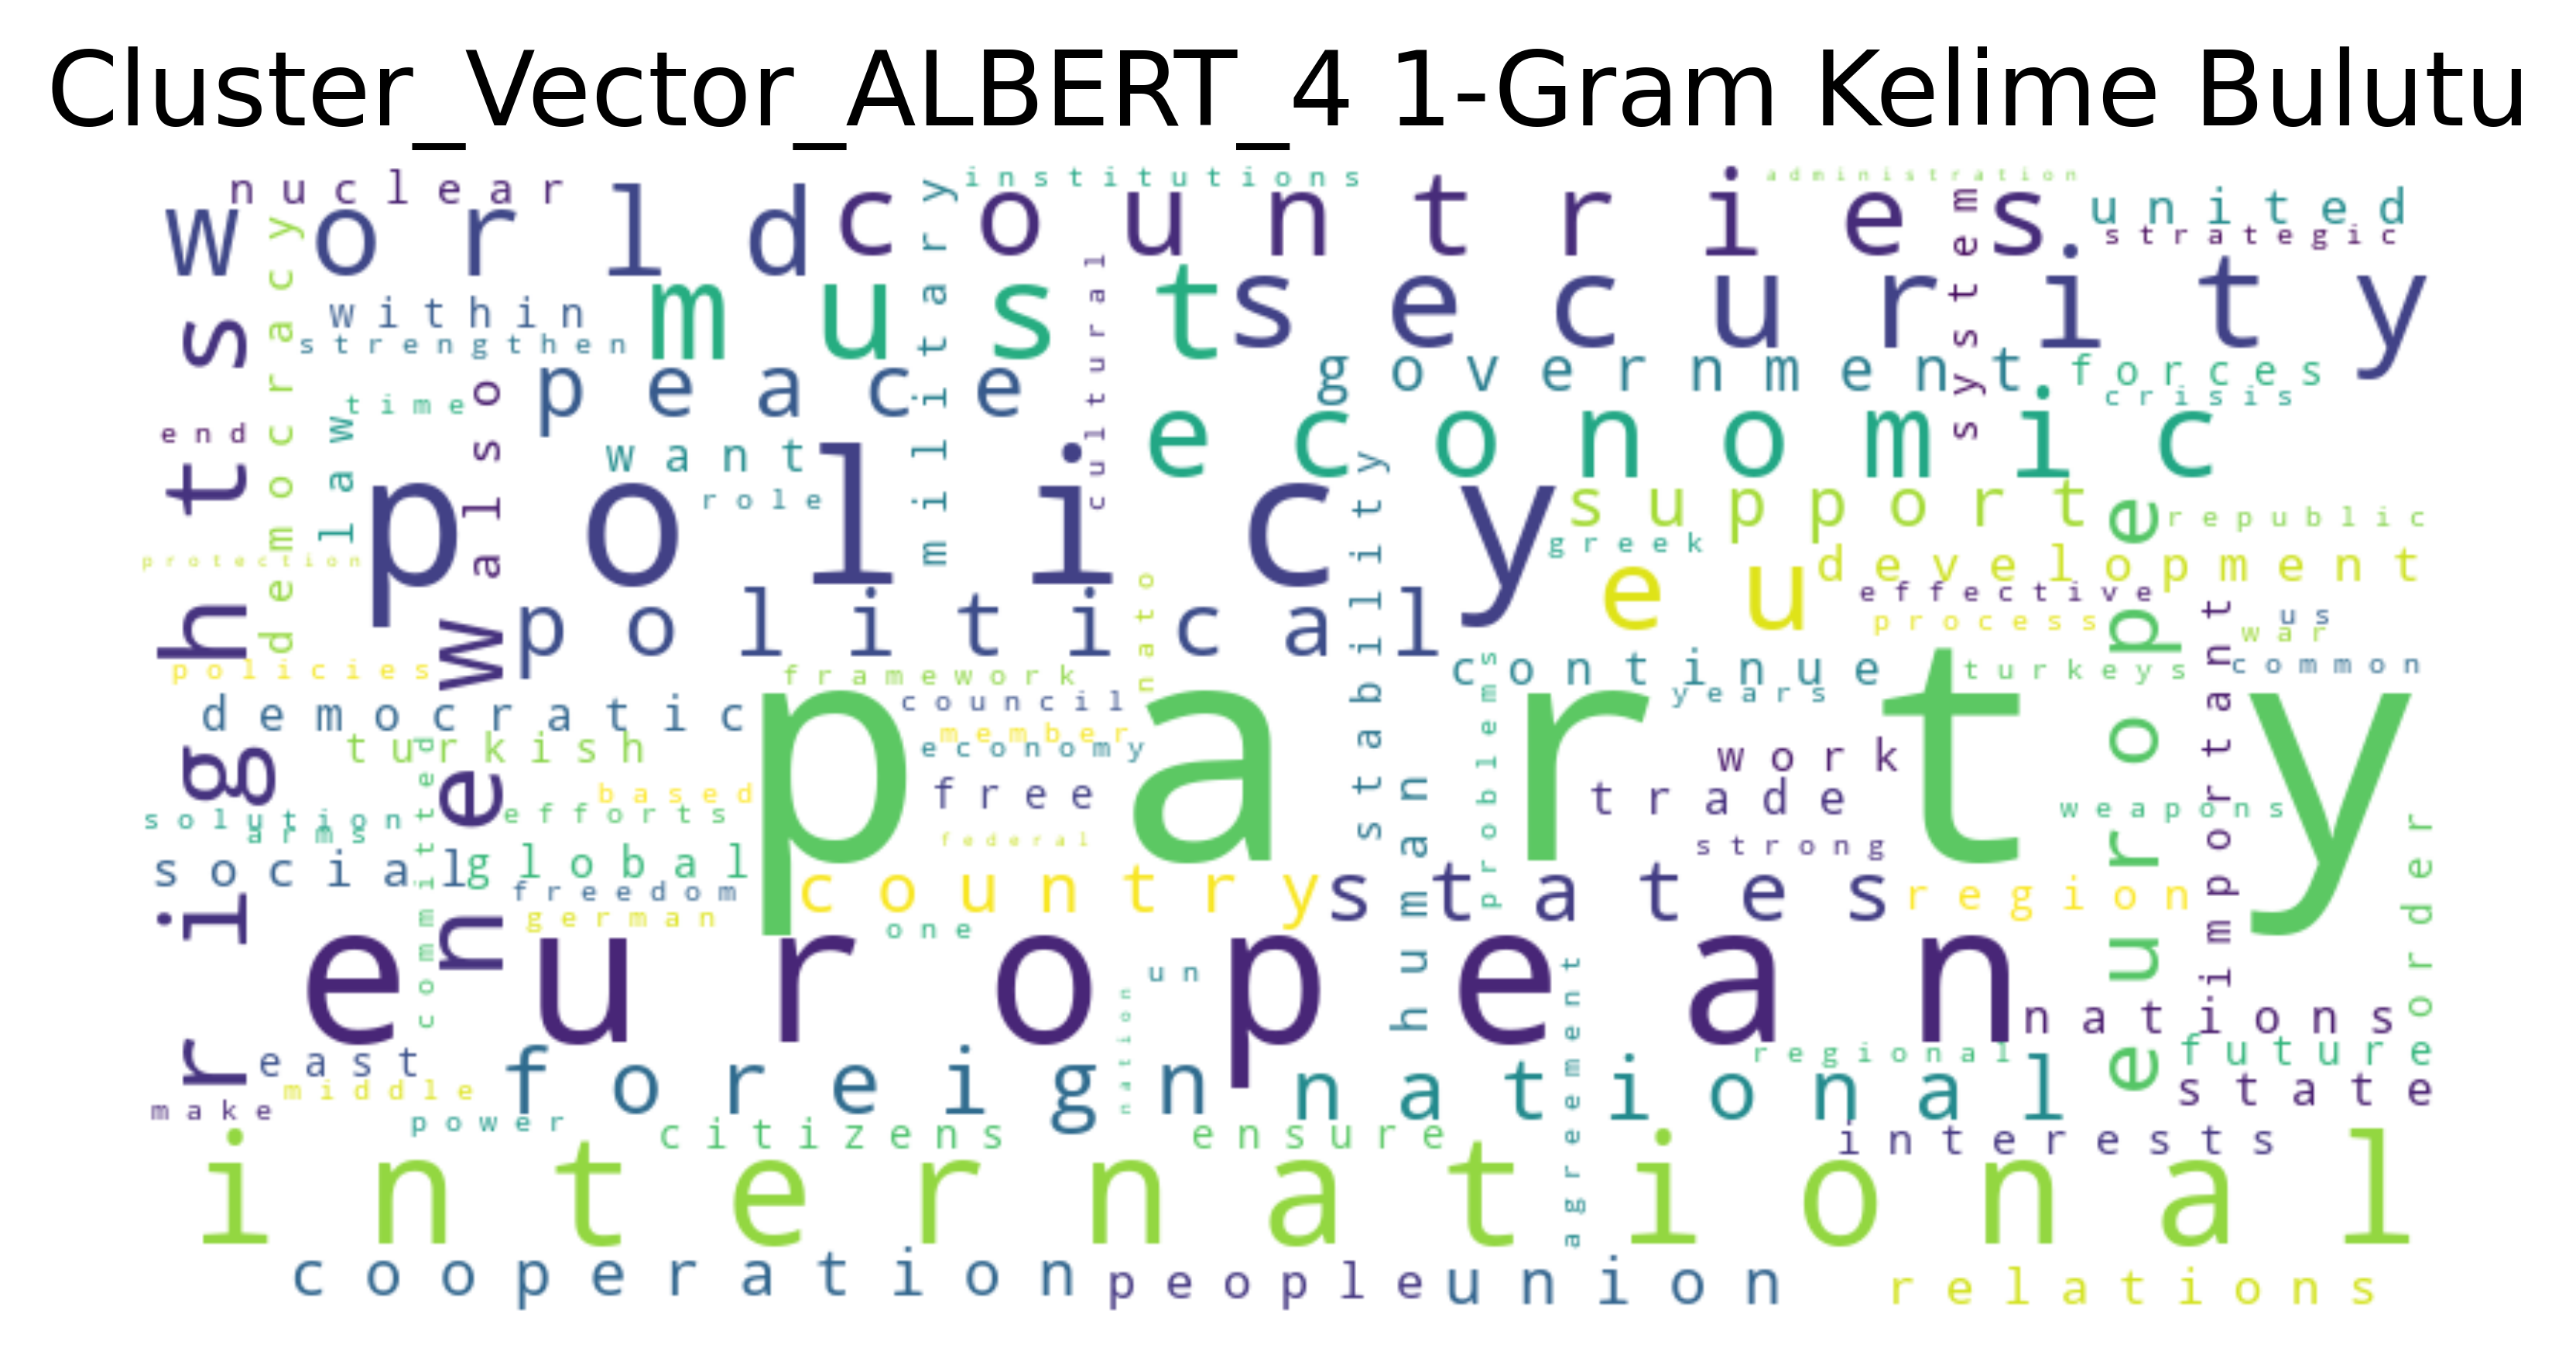 Cluster_Vector_ALBERT_4 1-Gram Kelime Bulutu
nuclear
institutions
administration
world
countries
united
strategic
democracy
military
system
cultural
within
must
security
strengthen
rights
peace
government
forces
crisis
time
also
law
end
want
economic
role
policy
support
republic
greek
protection
eu
development
effective
process
nato
stability
europe
important
us
war
political
policies
framework
continue
turkeys
common
council
years
democratic
member
turkish
economy
problems
new
party
work
based
free
trade
weapons
solution
efforts
arms
committed
federal
strong
human
order
social
global
freedom
country
states
region
german
one
european
un
nation
agreement
nations
east
foreign
national
regional
future
middle
state
make
power
citizens
ensure
interests
international
cooperation
people
union
relations